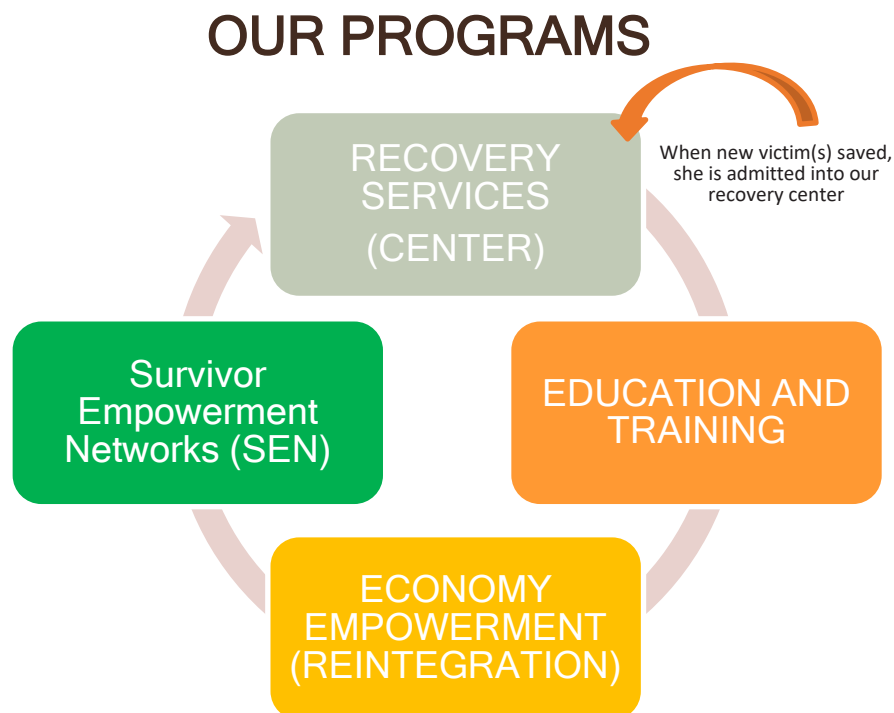 OUR PROGRAMS
RECOVERY
SERVICES
(CENTER)
When new victim(s) saved,
she is admitted into our
recovery center
EDUCATION AND
TRAINING
ECONOMY
EMPOWERMENT
(REINTEGRATION)
Survivor
Empowerment
Networks (SEN)